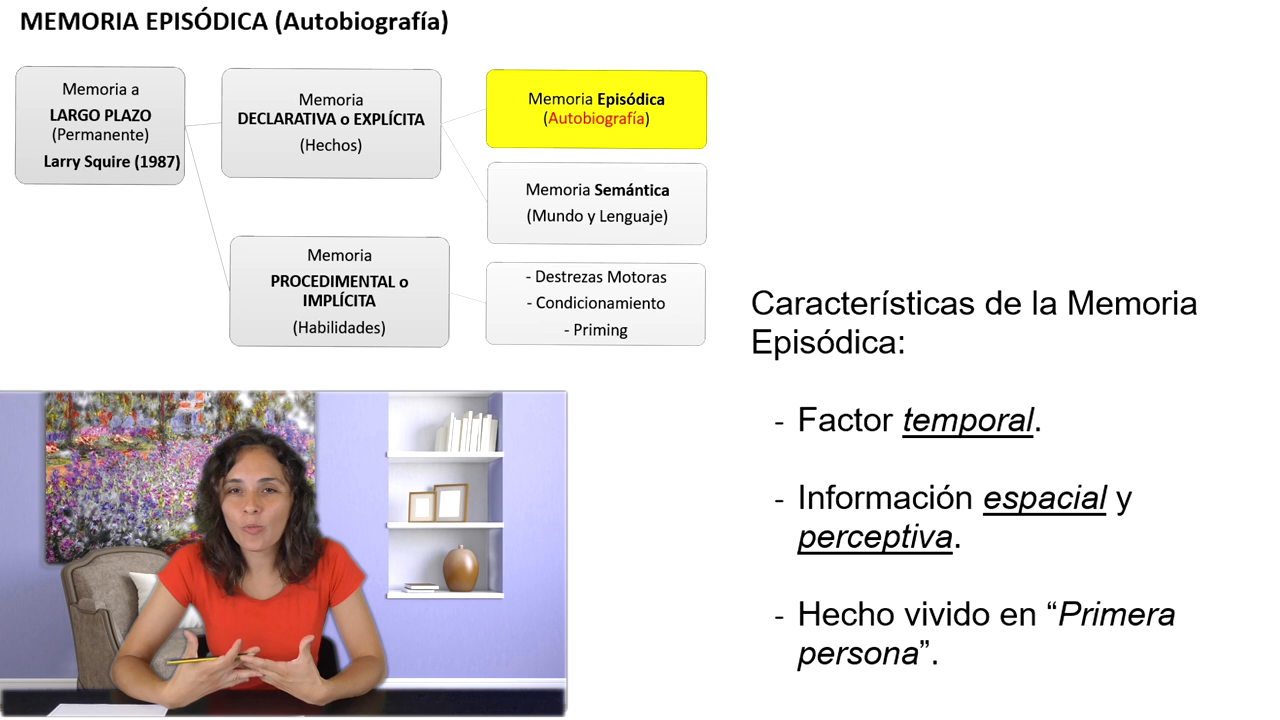 MEMORIA EPISÓDICA (Autobiografía)
Memoria a
LARGO PLAZO
(Permanente)
Larry Squire (1987)
Memoria
DECLARATIVA o EXPLÍCITA
(Hechos)
Memoria Episódica
(Autobiografía)
Memoria Semántica
(Mundo y Lenguaje)
Memoria
PROCEDIMENTAL o
IMPLÍCITA
(Habilidades)
- Destrezas Motoras
- Condicionamiento
- Priming
Características de la Memoria
Episódica:
- Factor temporal.
- Información espacial y
perceptiva.
- Hecho vivido en “Primera
persona”.